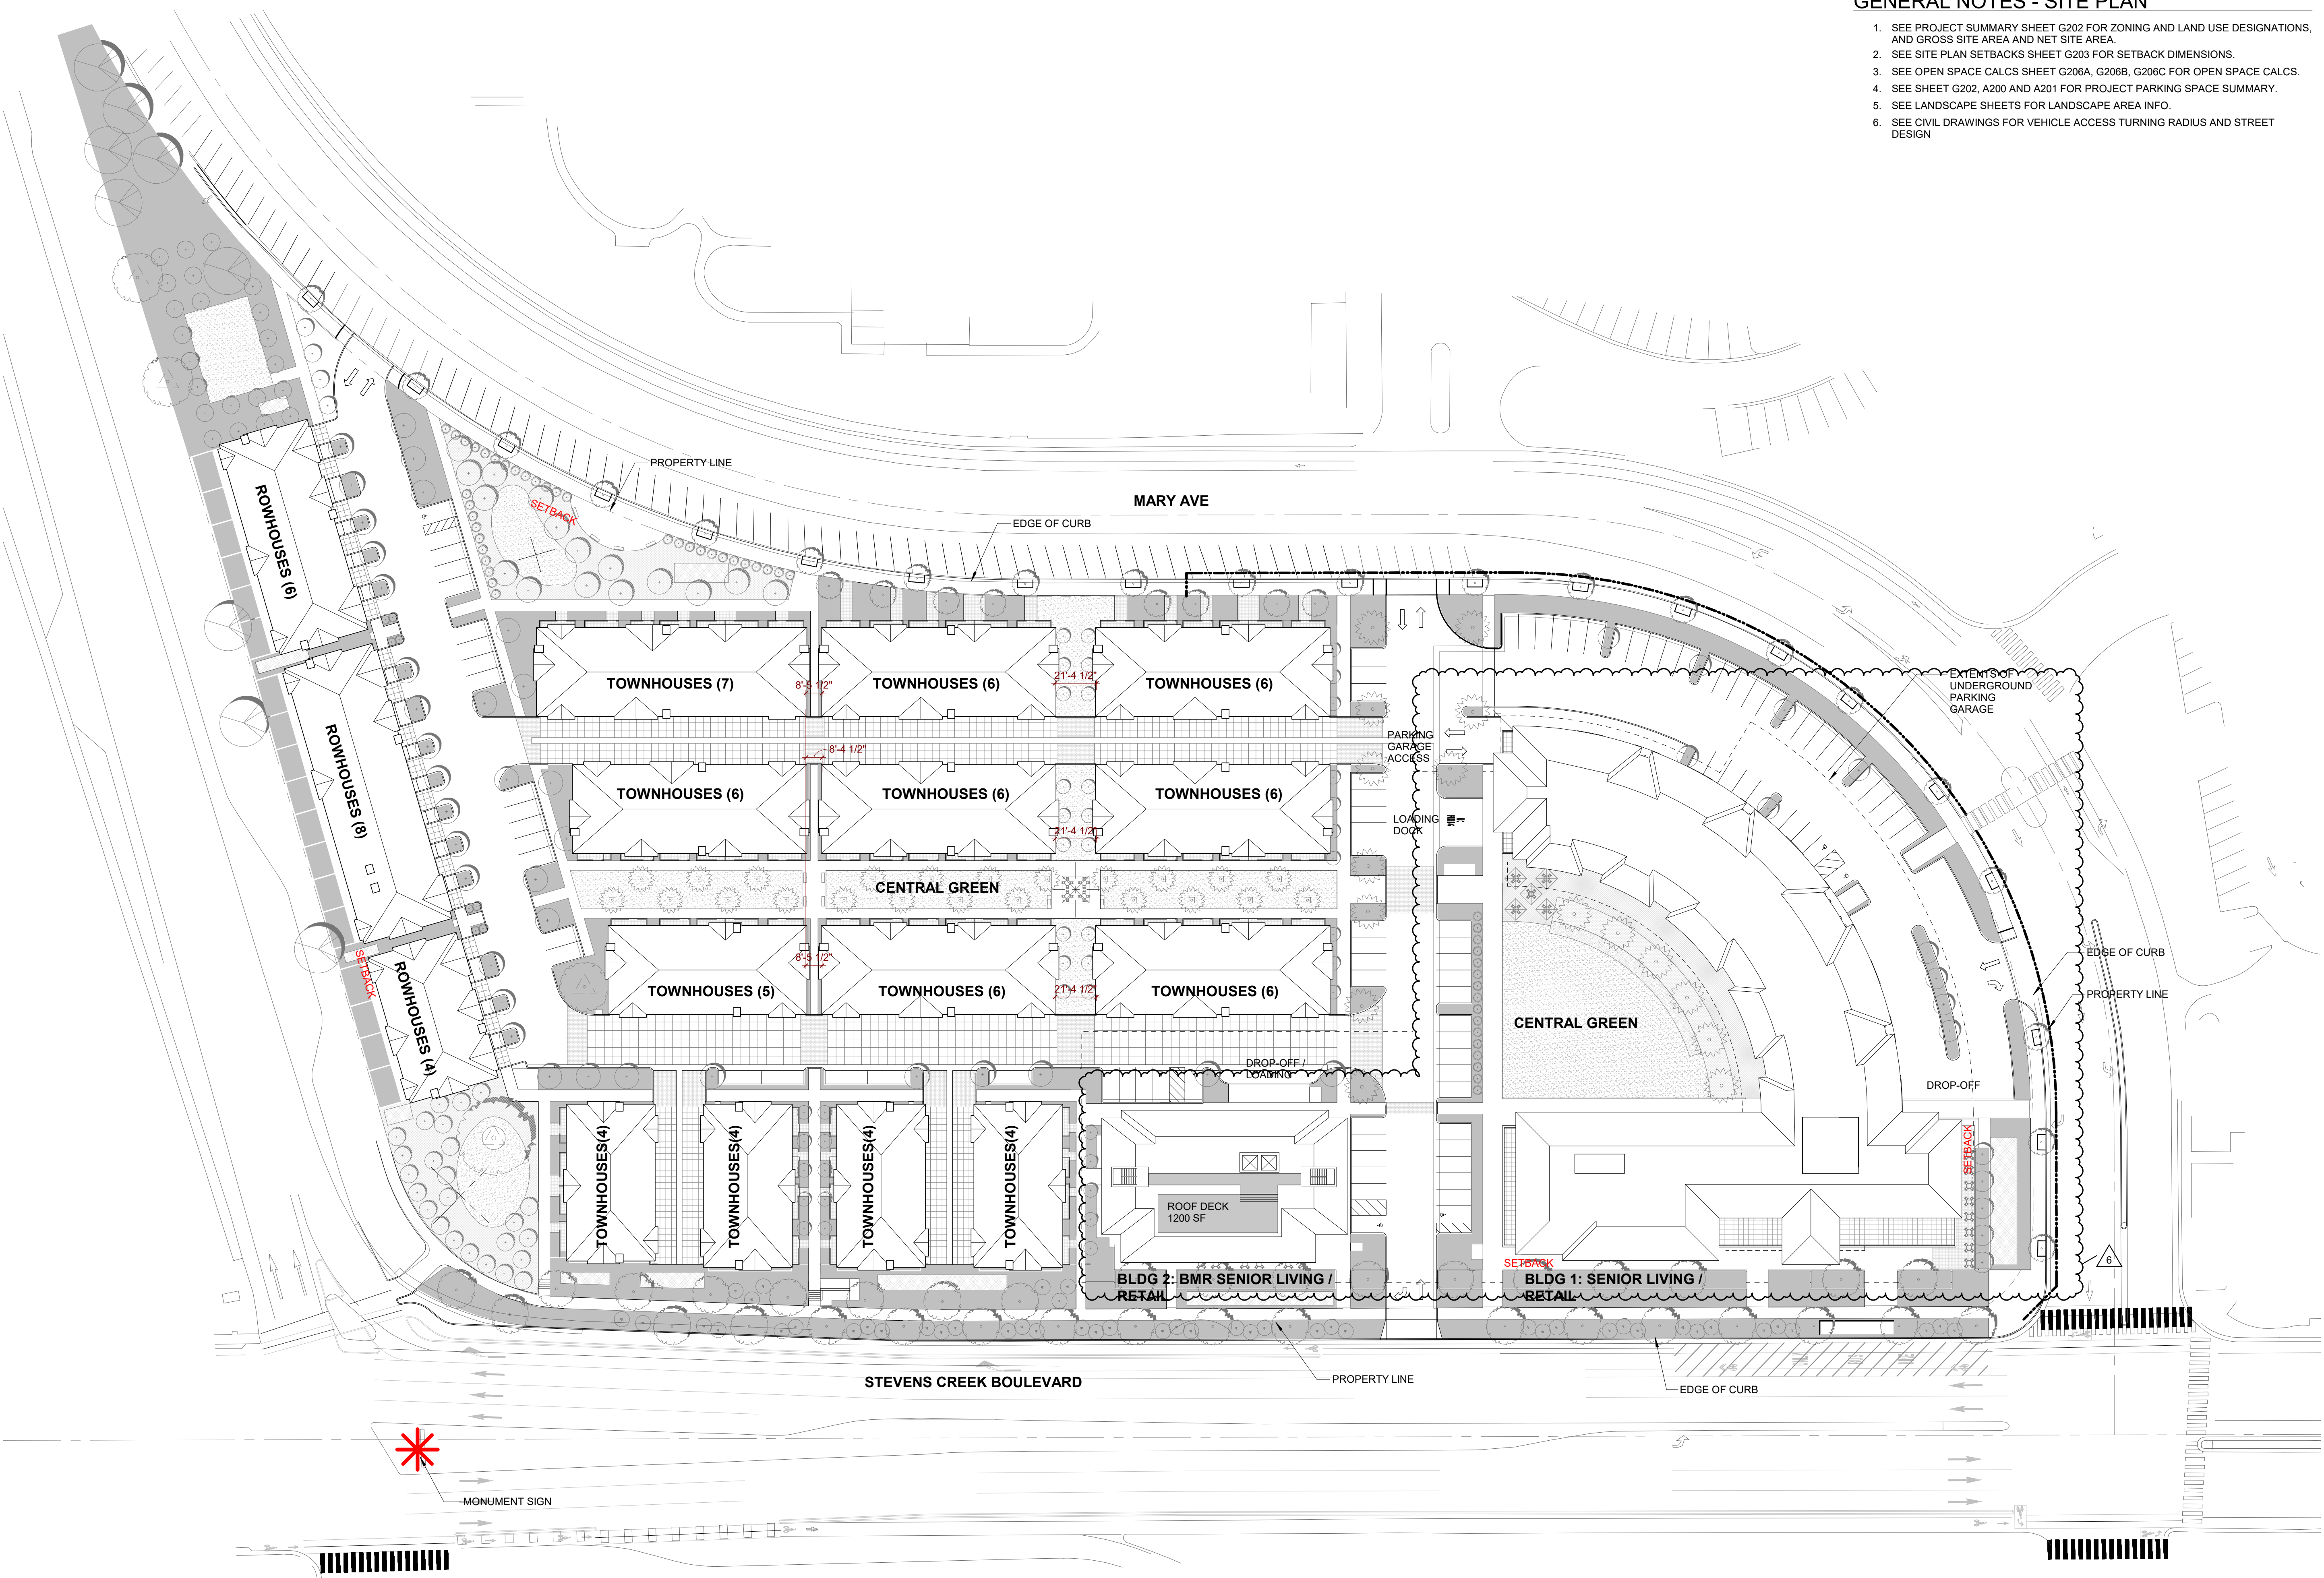 GENERAL NOTES - SITE PLAN
1. SEE PROJECT SUMMARY SHEET G202 FOR ZONING AND LAND USE DESIGNATIONS,
AND GROSS SITE AREA AND NET SITE AREA.
2. SEE SITE PLAN SETBACKS SHEET G203 FOR SETBACK DIMENSIONS.
3. SEE OPEN SPACE CALCS SHEET G206A, G206B, G206C FOR OPEN SPACE CALCS.
4. SEE SHEET G202, A200 AND A201 FOR PROJECT PARKING SPACE SUMMARY.
5. SEE LANDSCAPE SHEETS FOR LANDSCAPE AREA INFO.
6. SEE CIVIL DRAWINGS FOR VEHICLE ACCESS TURNING RADIUS AND STREET
DESIGN
PROPERTY LINE
SETBACK
MARY AVE
EDGE OF CURB
ROWHOUSES (6)
ROWHOUSES (8)
ROWHOUSES (4)
SETBACK
TOWNHOUSES (7)
8'-5 1/2"
TOWNHOUSES (6)
21'-4 1/2"
TOWNHOUSES (6)
EXTENTS OF
UNDERGROUND
PARKING
GARAGE
8'-4 1/2"
PARKING
GARAGE
ACCESS
TOWNHOUSES (6)
TOWNHOUSES (6)
21'-4 1/2"
TOWNHOUSES (6)
LOADING
DOCK
CENTRAL GREEN
TOWNHOUSES (5)
8'-5 1/2"
TOWNHOUSES (6)
21'-4 1/2"
TOWNHOUSES (6)
EDGE OF CURB
PROPERTY LINE
CENTRAL GREEN
DROP-OFF /
LOADING
DROP-OFF
TOWNHOUSES(4)
TOWNHOUSES(4)
TOWNHOUSES(4)
TOWNHOUSES(4)
ROOF DECK
1200 SF
SETBACK
SETBACK
BLDG 2: BMR SENIOR LIVING /
RETAIL
BLDG 1: SENIOR LIVING /
RETAIL
6
STEVENS CREEK BOULEVARD
PROPERTY LINE
EDGE OF CURB
MONUMENT SIGN